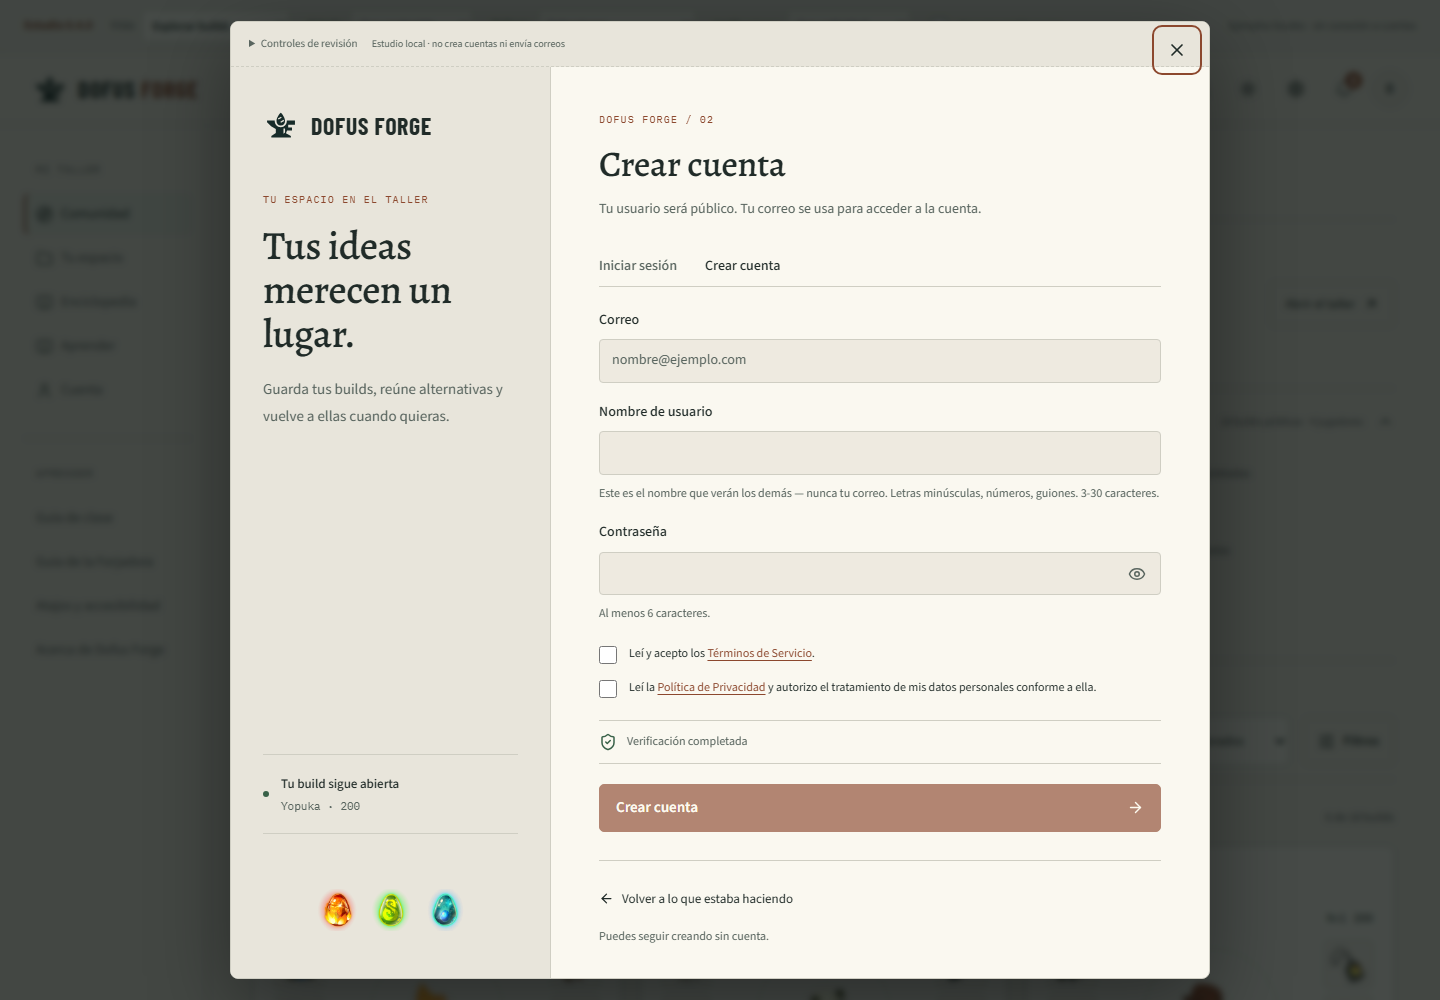 Controles de revisión
Estudio local · no crea cuentas ni envía correos
DOFUS FORGE
TU ESPACIO EN EL TALLER
Tus ideas
merecen un
lugar.
Guarda tus builds, reúne alternativas y
vuelve a ellas cuando quieras.
Tu build sigue abierta
Yopuka · 200
DOFUS FORGE / 02
Crear cuenta
Tu usuario será público. Tu correo se usa para acceder a la cuenta.
Iniciar sesión
Crear cuenta
Correo
nombre@ejemplo.com
Nombre de usuario
Este es el nombre que verán los demás — nunca tu correo. Letras minúsculas, números, guiones. 3-30 caracteres.
Contraseña
Al menos 6 caracteres.
Leí y acepto los Términos de Servicio.
Leí la Política de Privacidad y autorizo el tratamiento de mis datos personales conforme a ella.
Verificación completada
Crear cuenta
Volver a lo que estaba haciendo
Puedes seguir creando sin cuenta.
DOFUS FORGE
Comunidad